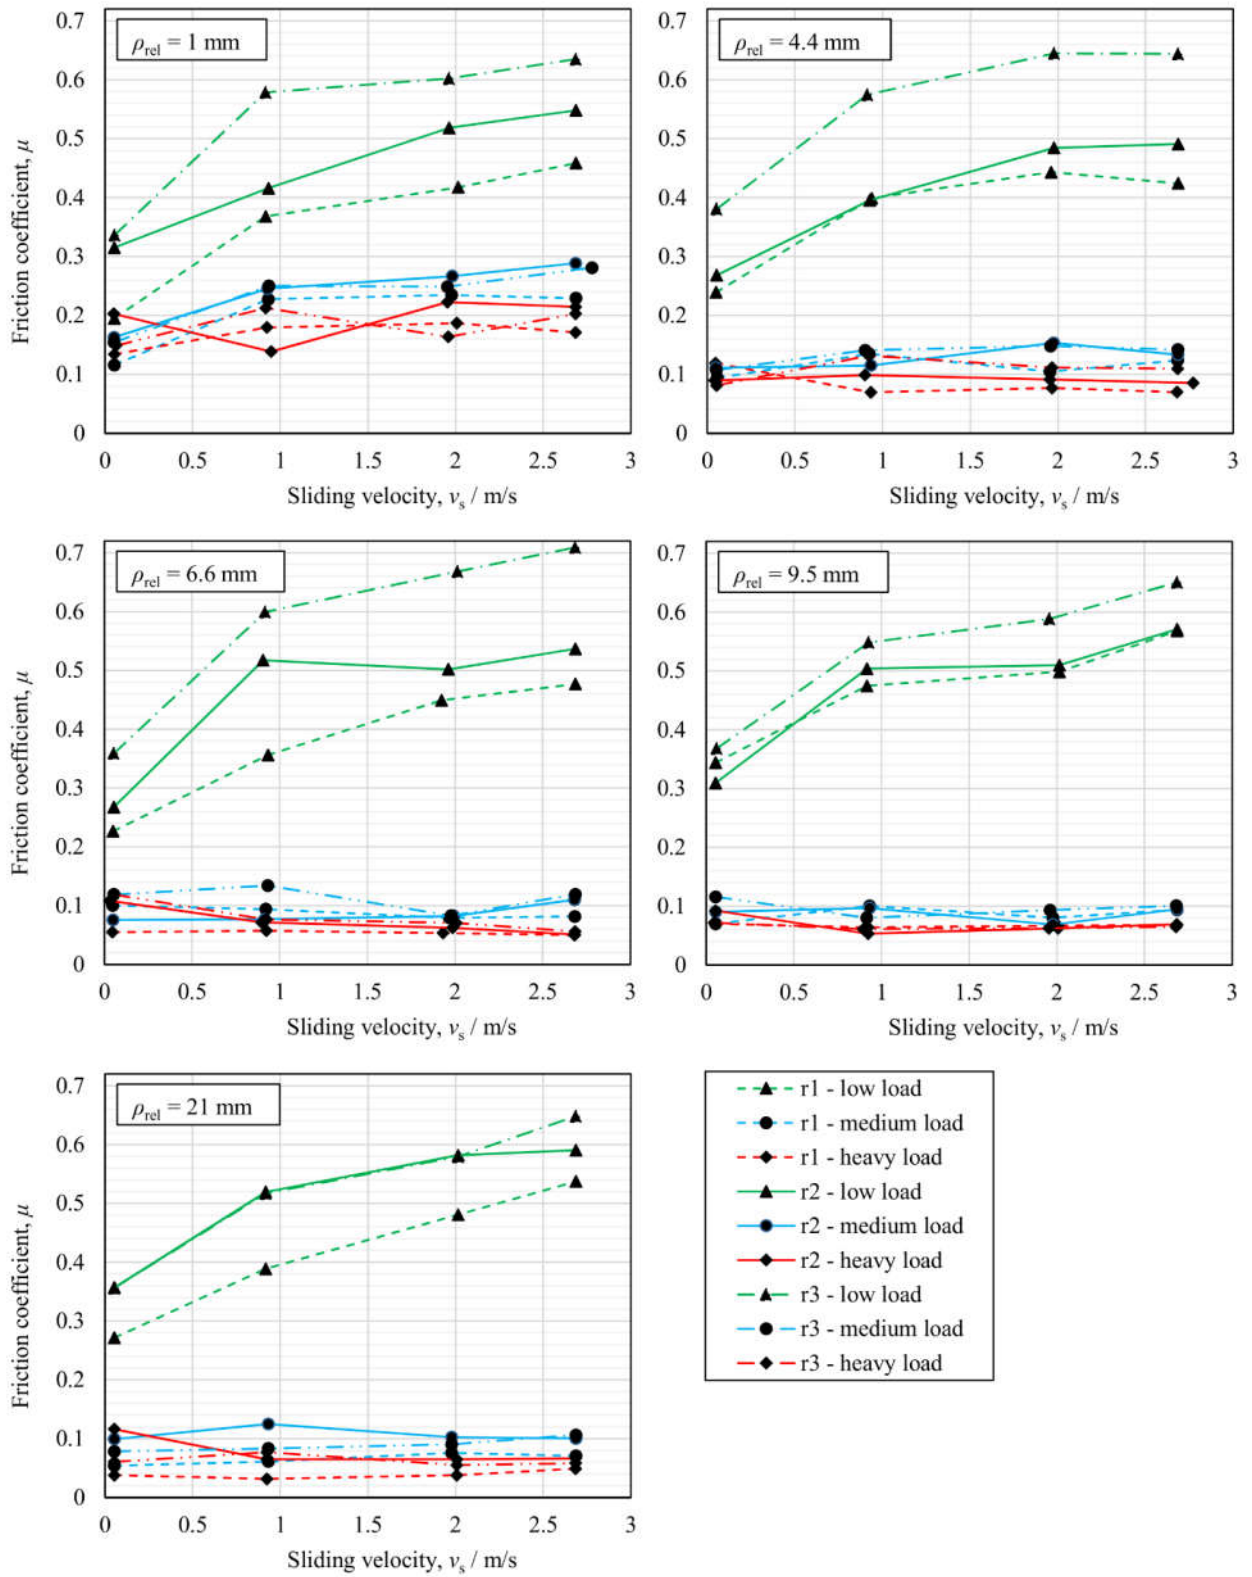 ρrel = 1 mm
0.7
0.6
0.5
0.4
0.3
0.2
0.1
0
Friction coefficient, μ
0 0.5 1 1.5 2 2.5 3
Sliding velocity, vs / m/s
ρrel = 4.4 mm
0.7
0.6
0.5
0.4
0.3
0.2
0.1
0
0 0.5 1 1.5 2 2.5 3
Sliding velocity, vs / m/s
ρrel = 6.6 mm
0.7
0.6
0.5
0.4
0.3
0.2
0.1
0
Friction coefficient, μ
0 0.5 1 1.5 2 2.5 3
Sliding velocity, vs / m/s
ρrel = 9.5 mm
0.7
0.6
0.5
0.4
0.3
0.2
0.1
0
0 0.5 1 1.5 2 2.5 3
Sliding velocity, vs / m/s
ρrel = 21 mm
0.7
0.6
0.5
0.4
0.3
0.2
0.1
0
Friction coefficient, μ
0 0.5 1 1.5 2 2.5 3
Sliding velocity, vs / m/s
r1 - low load
r1 - medium load
r1 - heavy load
r2 - low load
r2 - medium load
r2 - heavy load
r3 - low load
r3 - medium load
r3 - heavy load